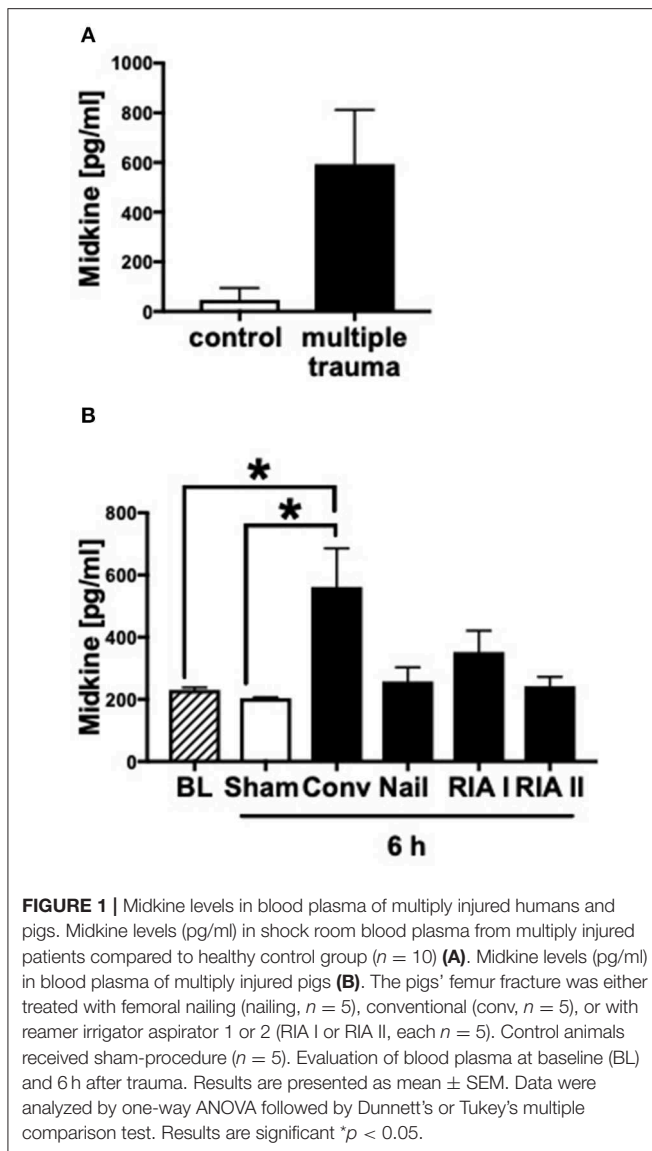 A
1000
800
600
400
200
0
Midkine [pg/ml]
control multiple
trauma
B
* 
*
800
600
400
200
0
Midkine [pg/ml]
BL Sham Conv Nail RIA I RIA II
6 h
FIGURE 1 | Midkine levels in blood plasma of multiply injured humans and
pigs. Midkine levels (pg/ml) in shock room blood plasma from multiply injured
patients compared to healthy control group (n = 10) (A). Midkine levels (pg/ml)
in blood plasma of multiply injured pigs (B). The pigs' femur fracture was either
treated with femoral nailing (nailing, n = 5), conventional (conv, n = 5), or with
reamer irrigator aspirator 1 or 2 (RIA I or RIA II, each n = 5). Control animals
received sham-procedure (n = 5). Evaluation of blood plasma at baseline (BL)
and 6 h after trauma. Results are presented as mean ± SEM. Data were
analyzed by one-way ANOVA followed by Dunnett's or Tukey's multiple
comparison test. Results are significant *p < 0.05.